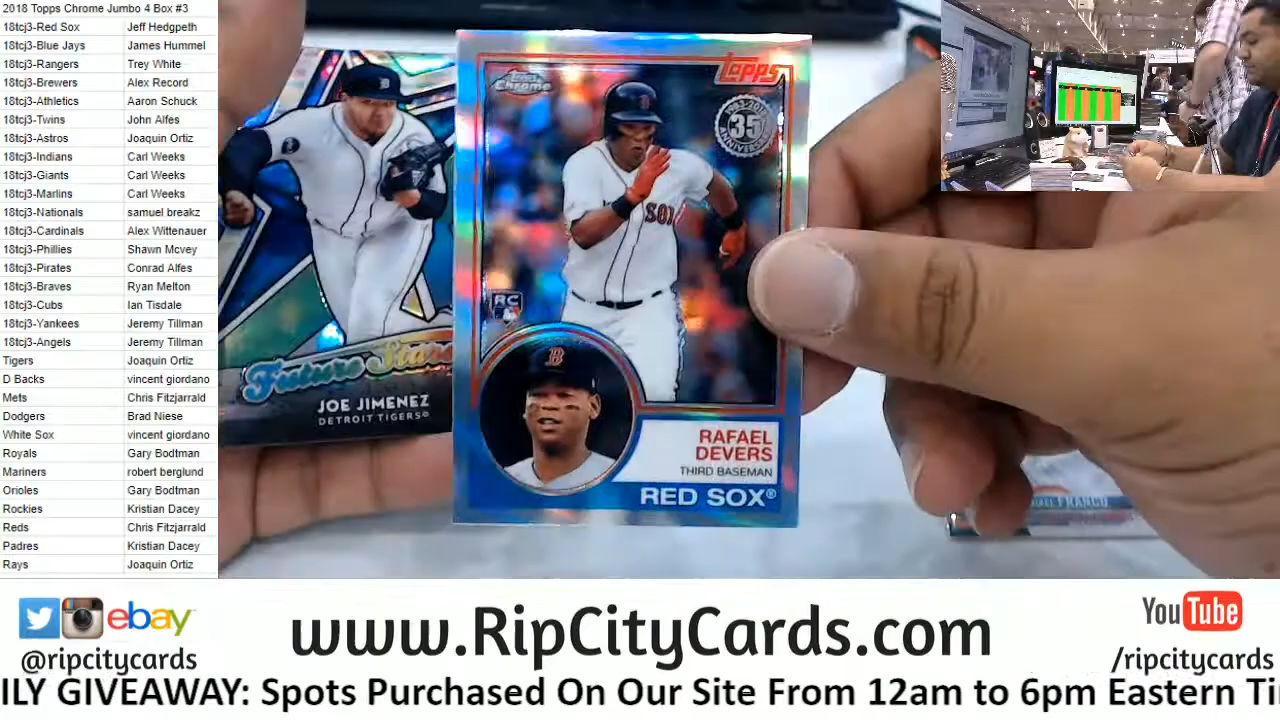 2018 Topps Chrome Jumbo 4 Box #3
18tcj3-Red Sox Jeff Hedgpeth
18tcj3-Blue Jays James Hummel
18tcj3-Rangers Trey White
18tcj3-Brewers Alex Record
18tcj3-Athletics Aaron Schuck
18tcj3-Twins John Alfes
18tcj3-Astros Joaquin Ortiz
18tcj3-Indians Carl Weeks
18tcj3-Giants Carl Weeks
18tcj3-Marlins Carl Weeks
18tcj3-Nationals samuel breakz
18tcj3-Cardinals Alex Wittenauer
18tcj3-Phillies Shawn Mcvey
18tcj3-Pirates Conrad Alfes
18tcj3-Braves Ryan Melton
18tcj3-Cubs Ian Tisdale
18tcj3-Yankees Jeremy Tillman
18tcj3-Angels Jeremy Tillman
Tigers Joaquin Ortiz
D Backs vincent giordano
Mets Chris Fitzjarrald
Dodgers Brad Niese
White Sox vincent giordano
Royals Gary Bodtman
Mariners robert berglund
Orioles Gary Bodtman
Rockies Kristian Dacey
Reds Chris Fitzjarrald
Padres Kristian Dacey
Rays Joaquin Ortiz
Future Stars
JOE JIMENEZ
DETROIT TIGERS®
Topps Chrome
Topps
35
ANNIVERSARY
SOX
RC
B
RAFAEL
DEVERS
THIRD BASEMAN
RED SOX®
FRANCO
ebay
@ripcitycards
www.RipCityCards.com
YouTube
/ripcitycards
ILY GIVEAWAY: Spots Purchased On Our Site From 12am to 6pm Eastern Ti